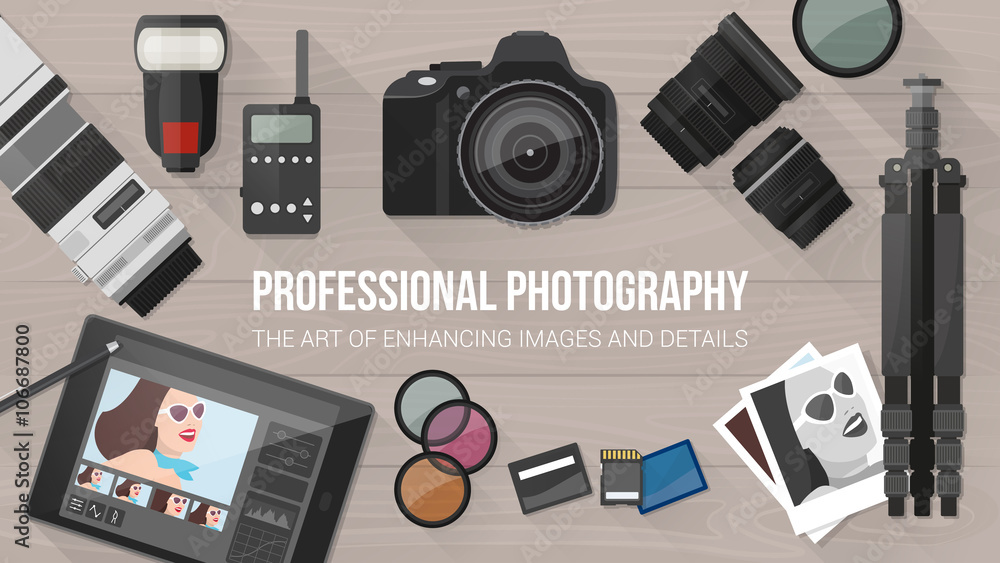 PROFESSIONAL PHOTOGRAPHY
THE ART OF ENHANCING IMAGES AND DETAILS
Adobe Stock | #106687800